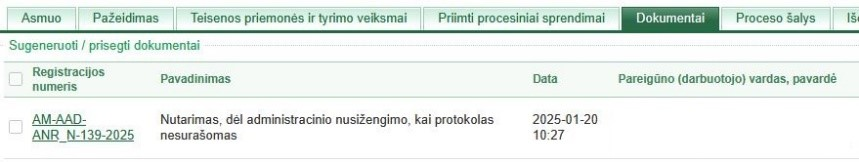 Asmuo Pažeidimas Teisenos priemonės ir tyrimo veiksmai Priimti procesiniai sprendimai Dokumentai Proceso šalys
Sugeneruoti / prisegti dokumentai
Registracijos numeris Pavadinimas Data Pareigūno (darbuotojo) vardas, pavardė
AM-AAD- Nutarimas, dėl administracinio nusižengimo, kai protokolas 2025-01-20
ANR_N-139-2025 nesurašomas 10:27